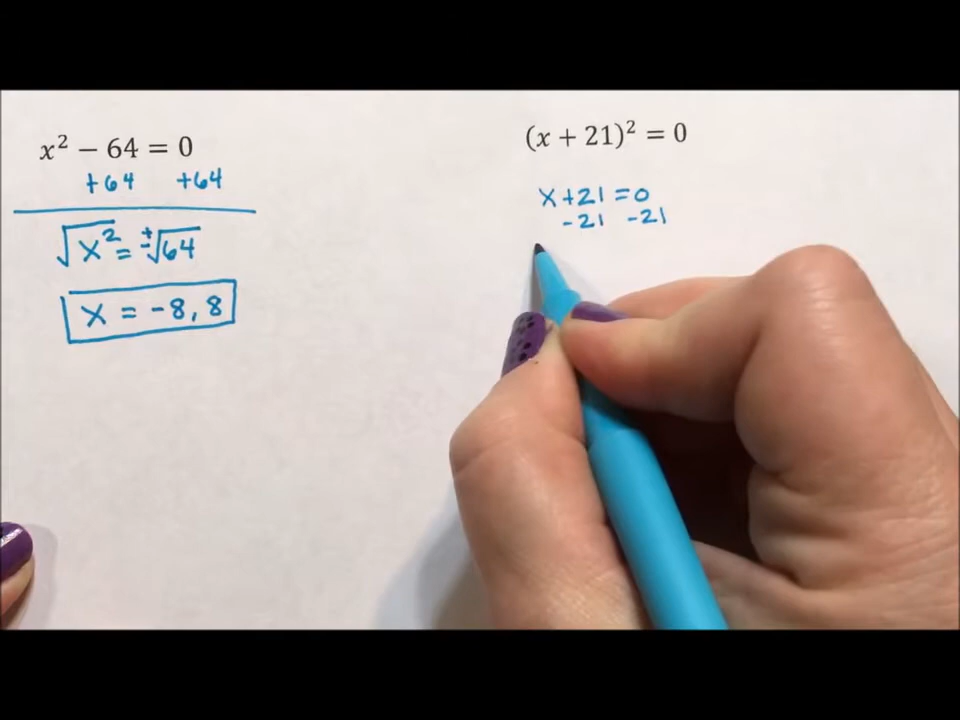 x² − 64 = 0
+64 +64
√x² = ±√64
x = -8, 8
(x + 21)² = 0
x+21 = 0
-21 -21